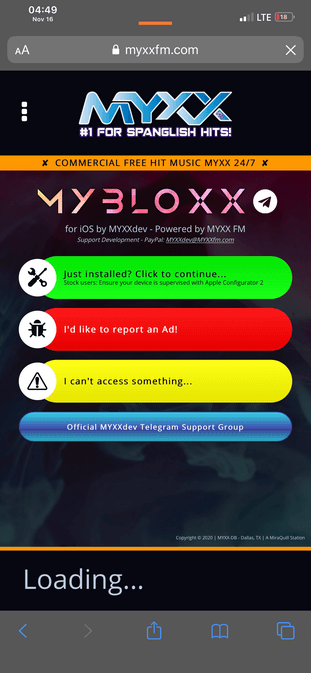 04:49
Nov 16
LTE
18
AA
myxxfm.com
MYXX
#1 FOR SPANGLISH HITS!
✘ COMMERCIAL FREE HIT MUSIC MYXX 24/7 ✘
MYBLOXX
for iOS by MYXXdev - Powered by MYXX FM
Support Development - PayPal: MYXXdev@MYXXfm.com
Just installed? Click to continue...
Stock users: Ensure your device is supervised with Apple Configurator 2
I'd like to report an Ad!
I can't access something...
Official MYXXdev Telegram Support Group
Copyright © 2020 | MYXX-DB - Dallas, TX | A MiraQuill Station
Loading...